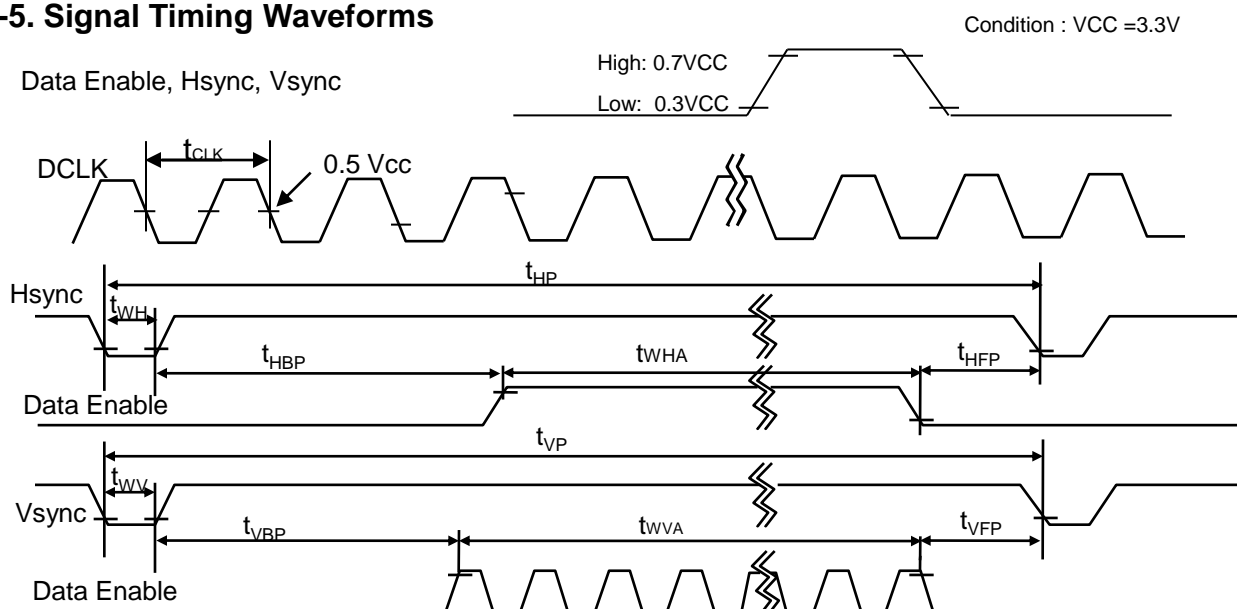 -5. Signal Timing Waveforms
Condition : VCC =3.3V
Data Enable, Hsync, Vsync
High: 0.7VCC
Low: 0.3VCC
DCLK
tCLK
0.5 Vcc
tHP
Hsync
tWH
tHBP
tWHA
tHFP
Data Enable
tVP
tWV
Vsync
tVBP
tWVA
tVFP
Data Enable